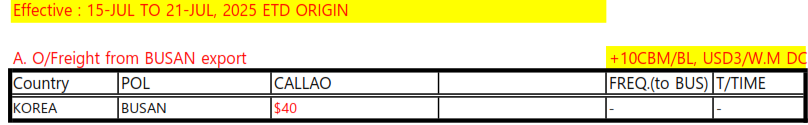 Effective : 15-JUL TO 21-JUL, 2025 ETD ORIGIN
A. O/Freight from BUSAN export +10CBM/BL, USD3/W.M DC
Country POL CALLAO FREQ.(to BUS) T/TIME
KOREA BUSAN $40 - -